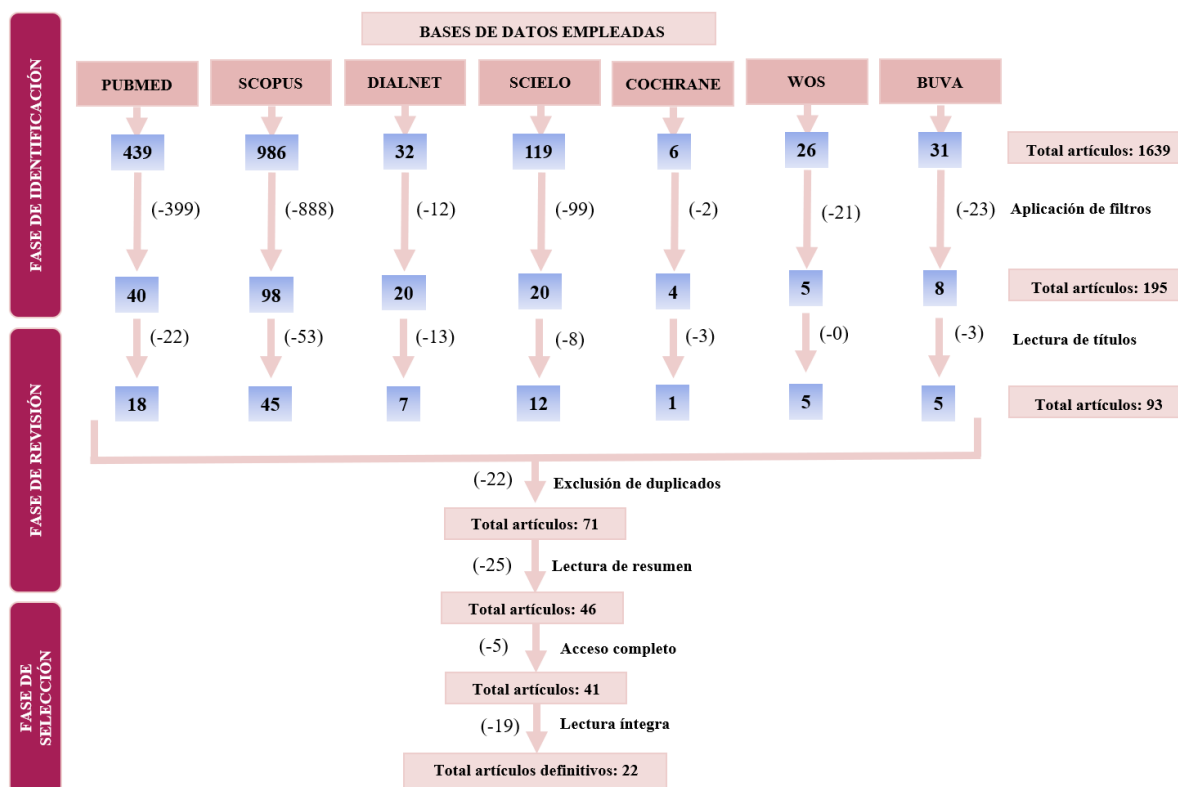 BASES DE DATOS EMPLEADAS
FASE DE IDENTIFICACIÓN
PUBMED
SCOPUS
DIALNET
SCIELO
COCHRANE
WOS
BUVA
439
986
32
119
6
26
31
Total artículos: 1639
(-399)
(-888)
(-12)
(-99)
(-2)
(-21)
(-23)
Aplicación de filtros
40
98
20
20
4
5
8
Total artículos: 195
FASE DE REVISIÓN
(-22)
(-53)
(-13)
(-8)
(-3)
(-0)
(-3)
Lectura de títulos
18
45
7
12
1
5
5
Total artículos: 93
(-22)
Exclusión de duplicados
Total artículos: 71
(-25)
Lectura de resumen
Total artículos: 46
FASE DE
SELECCIÓN
(-5)
Acceso completo
Total artículos: 41
(-19)
Lectura íntegra
Total artículos definitivos: 22